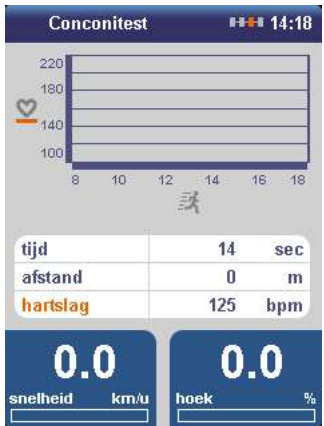 Conconitest 14:18
220
180
140
100
8 10 12 14 16 18
tijd 14 sec
afstand 0 m
hartslag 125 bpm
0.0 0.0
snelheid km/u hoek %